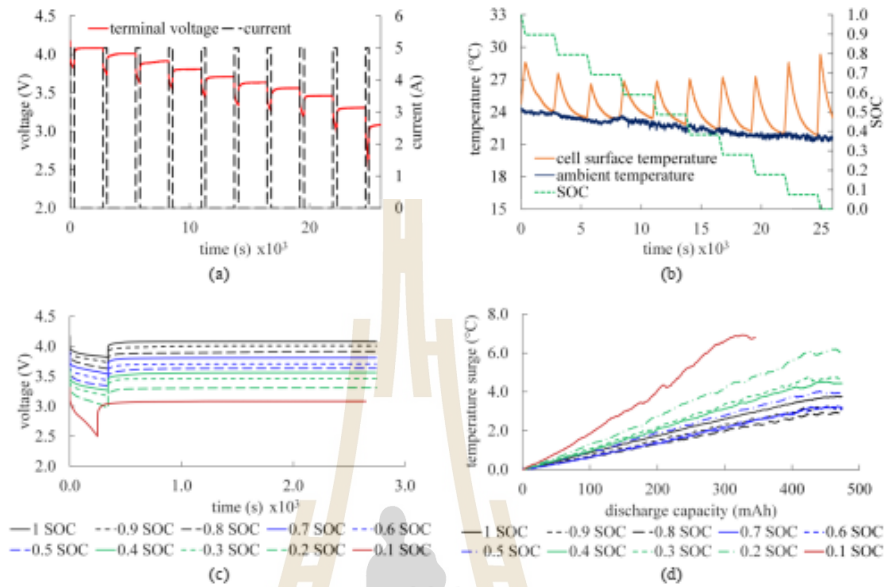 terminal voltage current
4.5
4.0
3.5
3.0
2.5
2.0
voltage (V)
6
5
4
3
2
1
0
current (A)
0 10 20
time (s) x10³
(a)
33
30
27
24
21
18
15
temperature (°C)
1.0
0.9
0.8
0.7
0.6
0.5
0.4
0.3
0.2
0.1
0.0
SOC
cell surface temperature
ambient temperature
SOC
0 5 10 15 20 25
time (s) x10³
(b)
4.5
4.0
3.5
3.0
2.5
2.0
voltage (V)
0.0 1.0 2.0 3.0
time (s) x10³
1 SOC 0.9 SOC 0.8 SOC 0.7 SOC 0.6 SOC
0.5 SOC 0.4 SOC 0.3 SOC 0.2 SOC 0.1 SOC
(c)
8.0
6.0
4.0
2.0
0.0
temperature surge (°C)
0 100 200 300 400 500
discharge capacity (mAh)
1 SOC 0.9 SOC 0.8 SOC 0.7 SOC 0.6 SOC
0.5 SOC 0.4 SOC 0.3 SOC 0.2 SOC 0.1 SOC
(d)